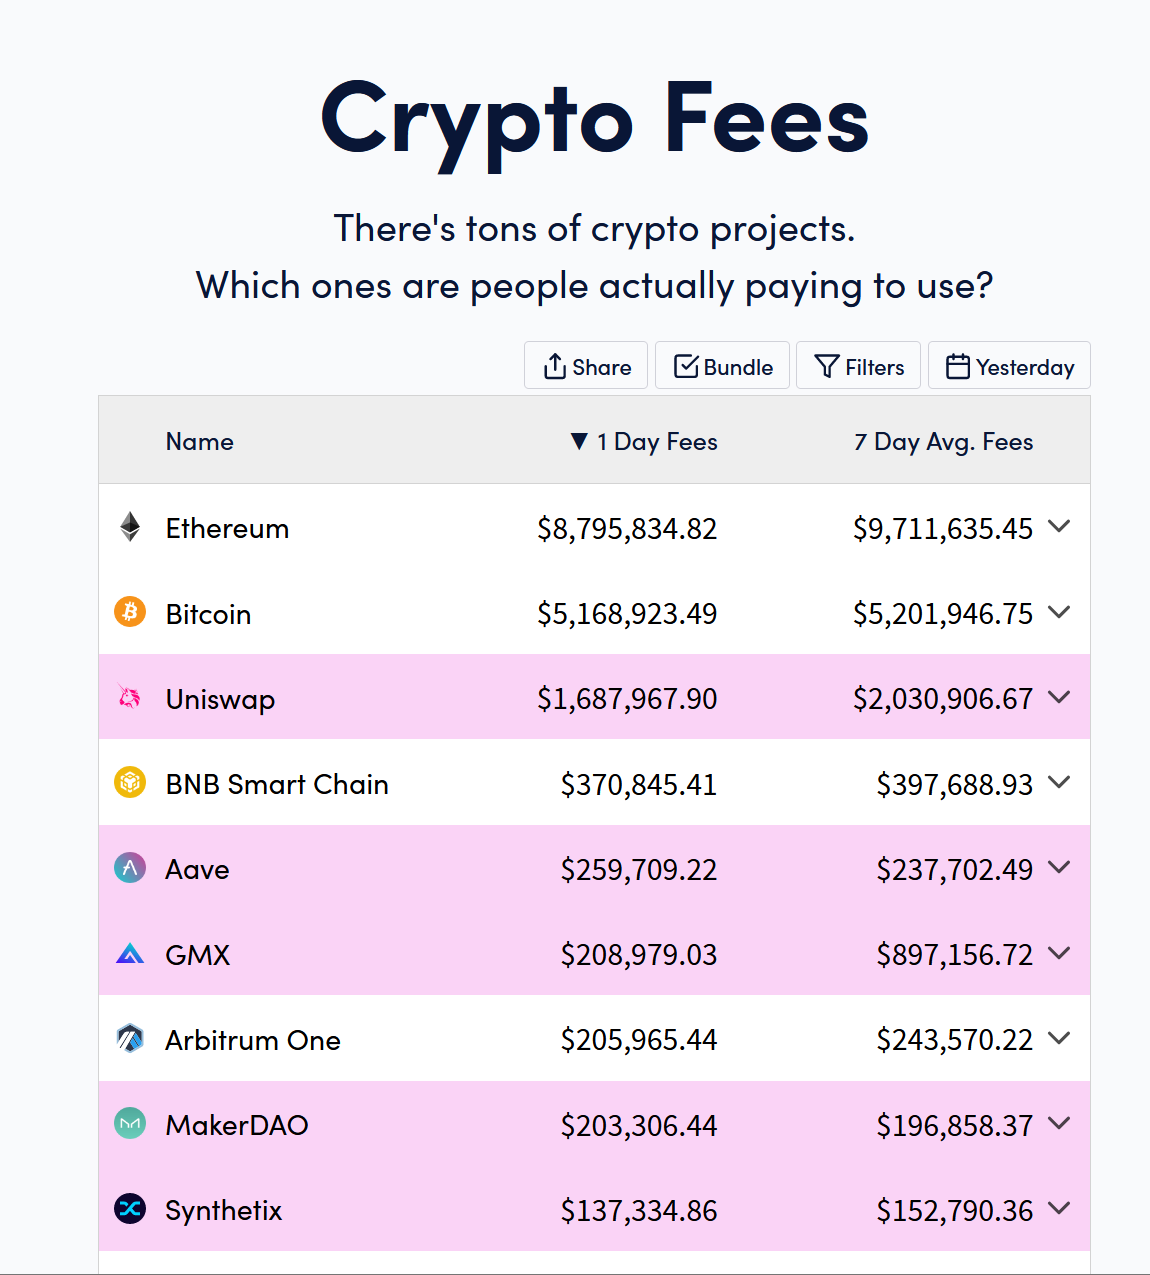 Crypto Fees
There's tons of crypto projects.
Which ones are people actually paying to use?
Share Bundle Filters Yesterday
Name ▼ 1 Day Fees 7 Day Avg. Fees
Ethereum $8,795,834.82 $9,711,635.45
Bitcoin $5,168,923.49 $5,201,946.75
Uniswap $1,687,967.90 $2,030,906.67
BNB Smart Chain $370,845.41 $397,688.93
Aave $259,709.22 $237,702.49
GMX $208,979.03 $897,156.72
Arbitrum One $205,965.44 $243,570.22
MakerDAO $203,306.44 $196,858.37
Synthetix $137,334.86 $152,790.36